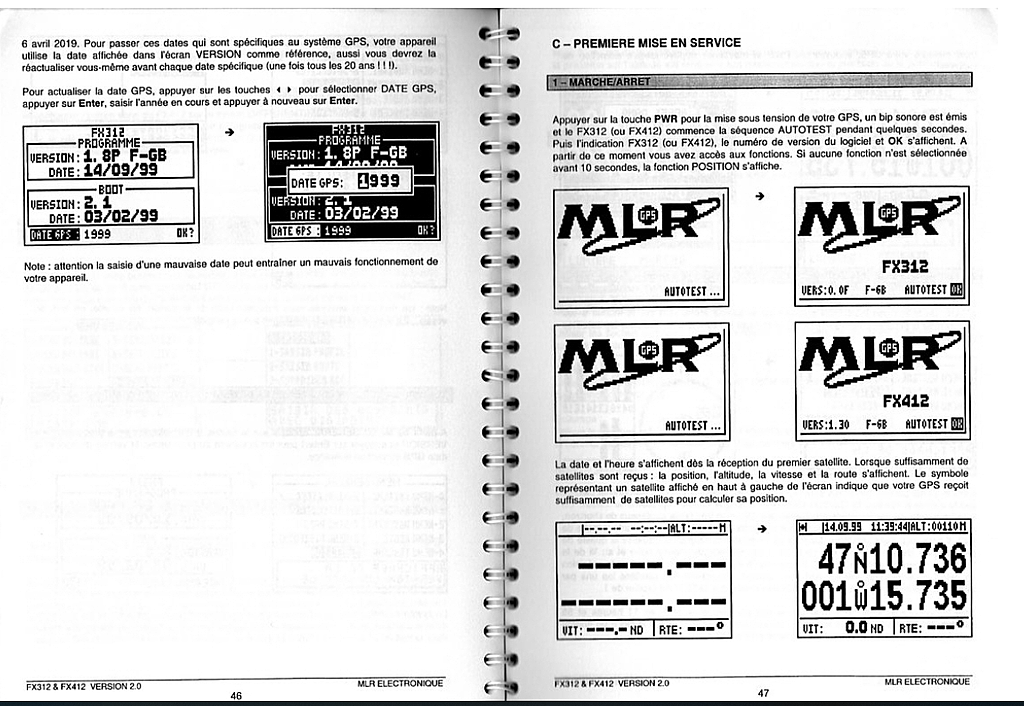 6 avril 2019. Pour passer ces dates qui sont spécifiques au système GPS, votre appareil
utilise la date affichée dans l'écran VERSION comme référence, aussi vous devrez la
réactualiser vous-même avant chaque date spécifique (une fois tous les 20 ans ! ! !).
Pour actualiser la date GPS, appuyer sur les touches ◂ ▸ pour sélectionner DATE GPS,
appuyer sur Enter, saisir l'année en cours et appuyer à nouveau sur Enter.
FX312
PROGRAMME
VERSION: 1. 8P F-GB
DATE: 14/09/99
BOOT
VERSION: 2. 1
DATE: 03/02/99
DATE GPS : 1999 OK?
➔
FX312
PROGRAMME
VERSION: 1. 8P F-GB
DATE GPS: 1999
VERSION: 2. 1
DATE: 03/02/99
DATE GPS : 1999 OK?
Note : attention la saisie d'une mauvaise date peut entraîner un mauvais fonctionnement de
votre appareil.
FX312 & FX412 VERSION 2.0
MLR ELECTRONIQUE
46
C – PREMIERE MISE EN SERVICE
1 – MARCHE/ARRET
Appuyer sur la touche PWR pour la mise sous tension de votre GPS, un bip sonore est émis
et le FX312 (ou FX412) commence la séquence AUTOTEST pendant quelques secondes.
Puis l'indication FX312 (ou FX412), le numéro de version du logiciel et OK s'affichent. A
partir de ce moment vous avez accès aux fonctions. Si aucune fonction n'est sélectionnée
avant 10 secondes, la fonction POSITION s'affiche.
MLR GPS
AUTOTEST ...
➔
MLR GPS
FX312
VERS:0. 0F F-GB AUTOTEST OK
MLR GPS
AUTOTEST ...
MLR GPS
FX412
VERS:1.30 F-GB AUTOTEST OK
La date et l'heure s'affichent dès la réception du premier satellite. Lorsque suffisamment de
satellites sont reçus : la position, l'altitude, la vitesse et la route s'affichent. Le symbole
représentant un satellite affiché en haut à gauche de l'écran indique que votre GPS reçoit
suffisamment de satellites pour calculer sa position.
|--.--.-- --:--:--|ALT:-----M
---- --.---
---- --.---
VIT: ---.- ND | RTE: ---°
➔
|14.09.99 11:39:44|ALT:00110M
47N10.736
001W15.735
VIT: 0.0 ND | RTE: ---°
FX312 & FX412 VERSION 2.0
MLR ELECTRONIQUE
47